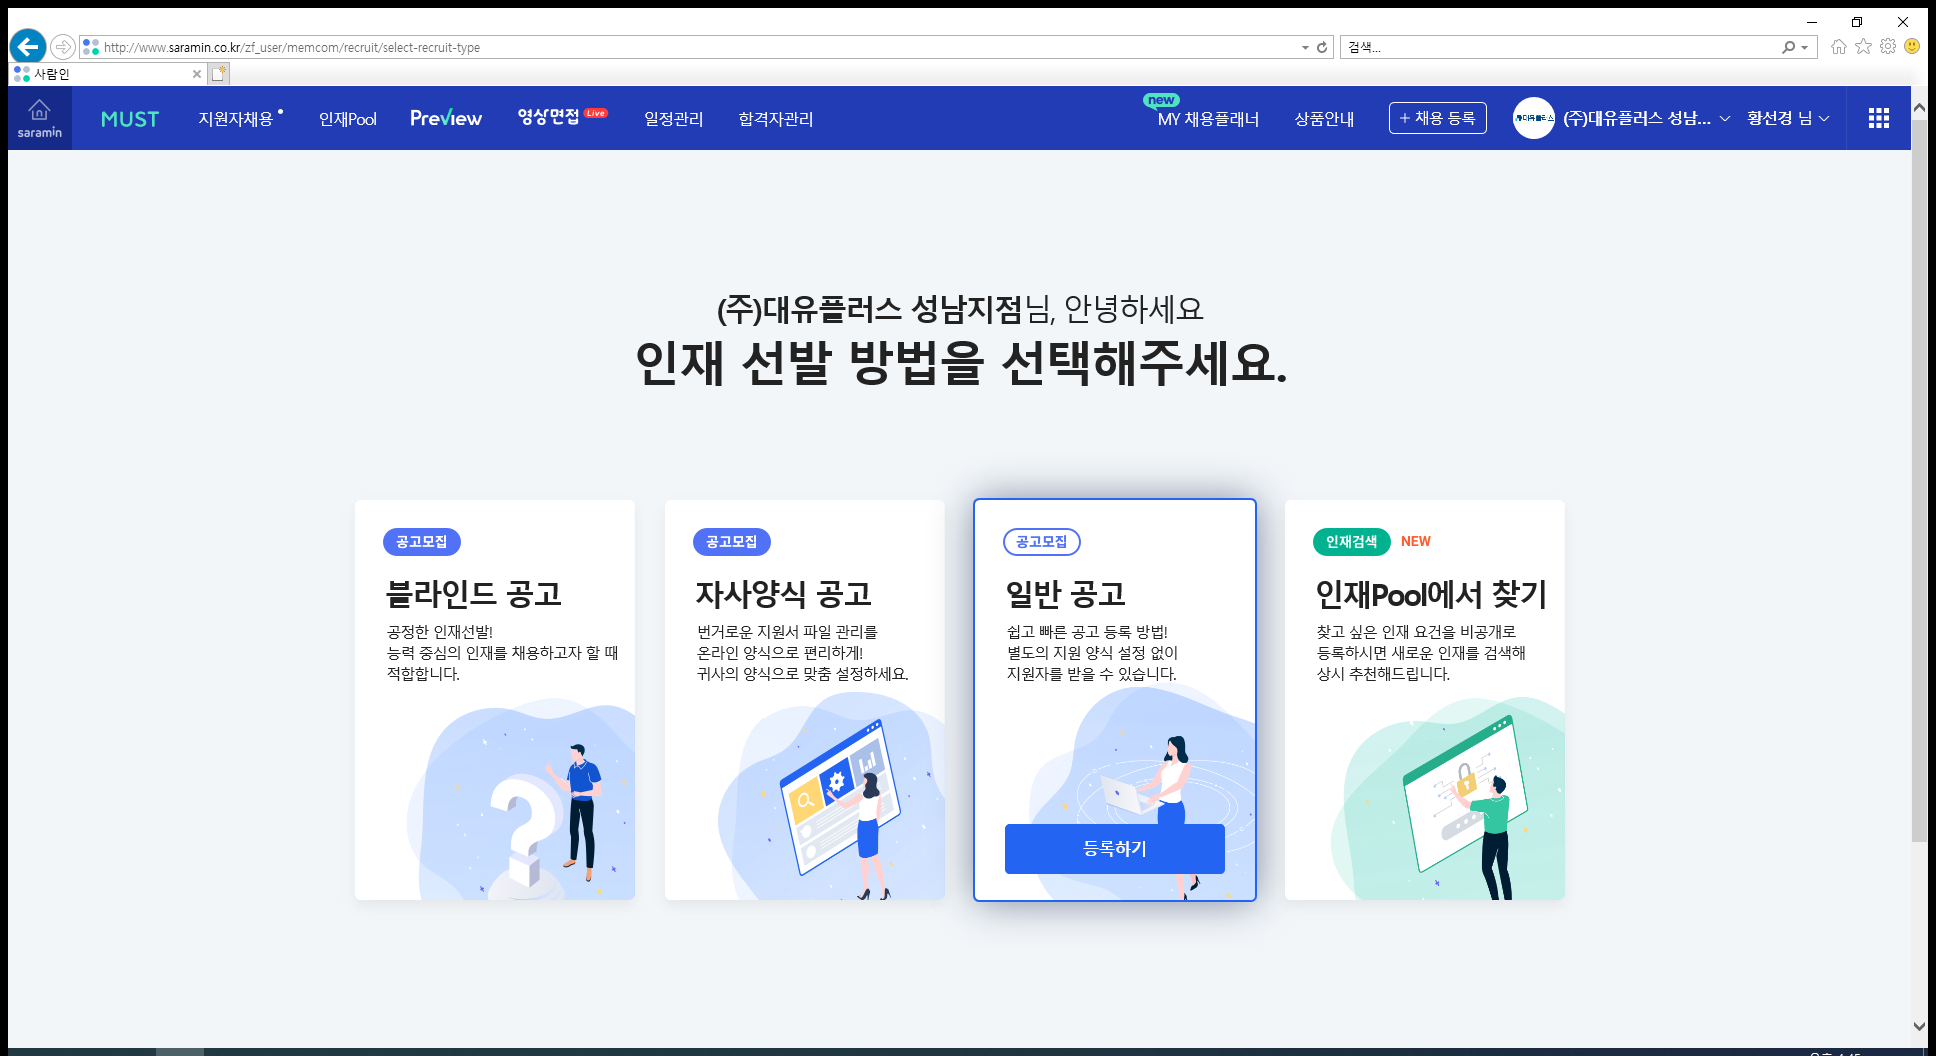 http://www.saramin.co.kr/zf_user/memcom/recruit/select-recruit-type
검색...
사람인
saramin
MUST
지원자채용
인재Pool
PreView
영상면접 Live
일정관리
합격자관리
new
MY 채용플래너
상품안내
+ 채용 등록
(주)대유플러스 성남...
황선경 님
(주)대유플러스 성남지점님, 안녕하세요
인재 선발 방법을 선택해주세요.
공고모집
블라인드 공고
공정한 인재선발!
능력 중심의 인재를 채용하고자 할 때
적합합니다.
공고모집
자사양식 공고
번거로운 지원서 파일 관리를
온라인 양식으로 편리하게!
귀사의 양식으로 맞춤 설정하세요.
공고모집
일반 공고
쉽고 빠른 공고 등록 방법!
별도의 지원 양식 설정 없이
지원자를 받을 수 있습니다.
등록하기
인재검색 NEW
인재Pool에서 찾기
찾고 싶은 인재 요건을 비공개로
등록하시면 새로운 인재를 검색해
상시 추천해드립니다.